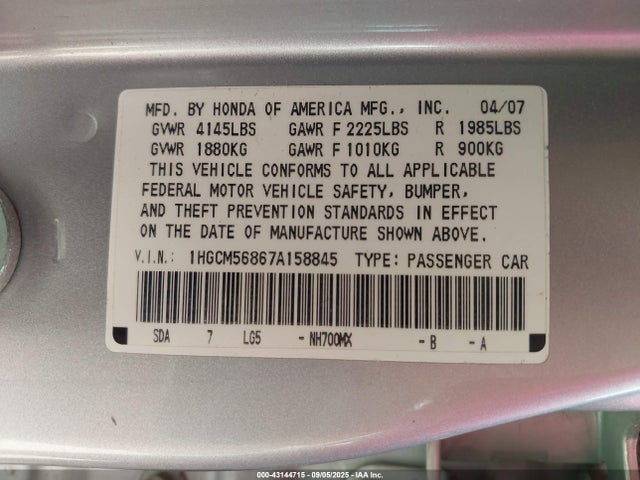 MFD. BY HONDA OF AMERICA MFG., INC. 04/07
GVWR 4145LBS GAWR F 2225LBS R 1985LBS
GVWR 1880KG GAWR F 1010KG R 900KG
THIS VEHICLE CONFORMS TO ALL APPLICABLE
FEDERAL MOTOR VEHICLE SAFETY, BUMPER,
AND THEFT PREVENTION STANDARDS IN EFFECT
ON THE DATE OF MANUFACTURE SHOWN ABOVE.
V.I.N.: 1HGCM56867A158845 TYPE: PASSENGER CAR
SDA 7 LG5 - NH700MX - B - A
000-43144715 | 09/05/2025 | IAA Inc.